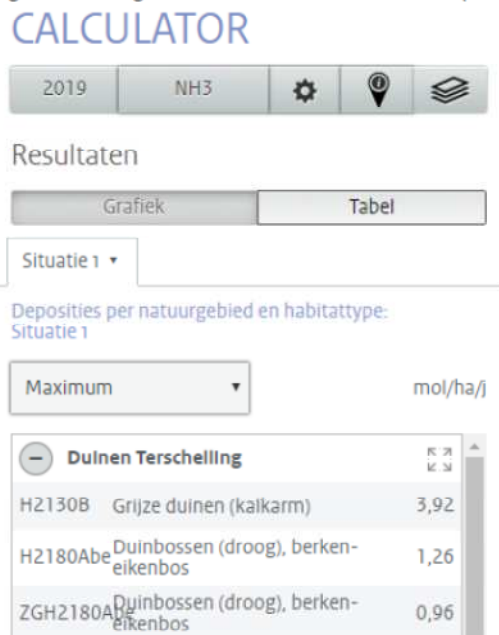 CALCULATOR
2019 NH3
Resultaten
Grafiek Tabel
Situatie 1
Deposities per natuurgebied en habitattype:
Situatie 1
Maximum mol/ha/j
Duinen Terschelling
H2130B Grijze duinen (kalkarm) 3,92
H2180Abe Duinbossen (droog), berken-
eikenbos 1,26
ZGH2180Abe Duinbossen (droog), berken-
eikenbos 0,96